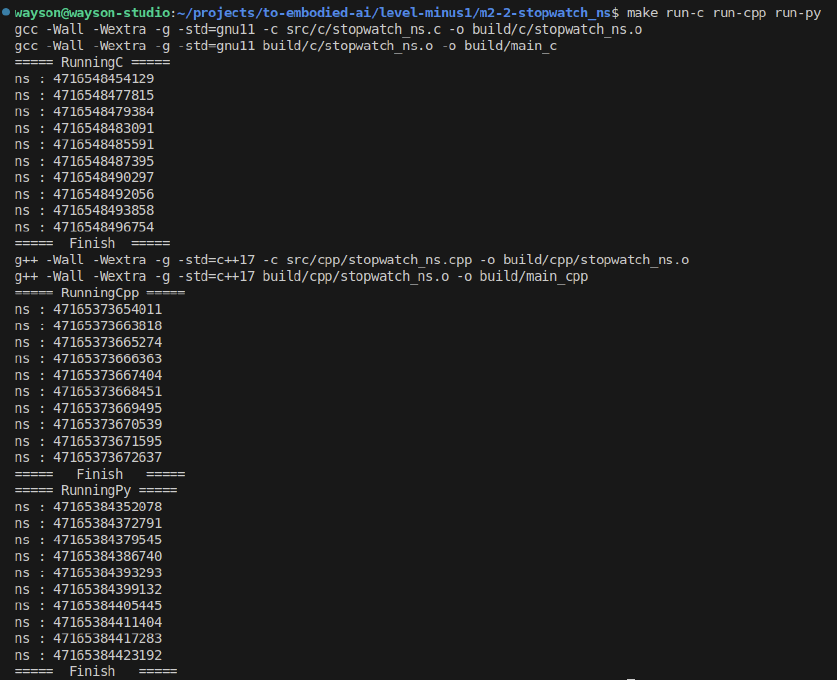 wayson@wayson-studio:~/projects/to-embodied-ai/level-minus1/m2-2-stopwatch_ns$ make run-c run-cpp run-py
gcc -Wall -Wextra -g -std=gnu11 -c src/c/stopwatch_ns.c -o build/c/stopwatch_ns.o
gcc -Wall -Wextra -g -std=gnu11 build/c/stopwatch_ns.o -o build/main_c
===== RunningC =====
ns : 4716548454129
ns : 4716548477815
ns : 4716548479384
ns : 4716548483091
ns : 4716548485591
ns : 4716548487395
ns : 4716548490297
ns : 4716548492056
ns : 4716548493858
ns : 4716548496754
=====  Finish  =====
g++ -Wall -Wextra -g -std=c++17 -c src/cpp/stopwatch_ns.cpp -o build/cpp/stopwatch_ns.o
g++ -Wall -Wextra -g -std=c++17 build/cpp/stopwatch_ns.o -o build/main_cpp
===== RunningCpp =====
ns : 47165373654011
ns : 47165373663818
ns : 47165373665274
ns : 47165373666363
ns : 47165373667404
ns : 47165373668451
ns : 47165373669495
ns : 47165373670539
ns : 47165373671595
ns : 47165373672637
=====   Finish   =====
===== RunningPy =====
ns : 47165384352078
ns : 47165384372791
ns : 47165384379545
ns : 47165384386740
ns : 47165384393293
ns : 47165384399132
ns : 47165384405445
ns : 47165384411404
ns : 47165384417283
ns : 47165384423192
=====  Finish   =====